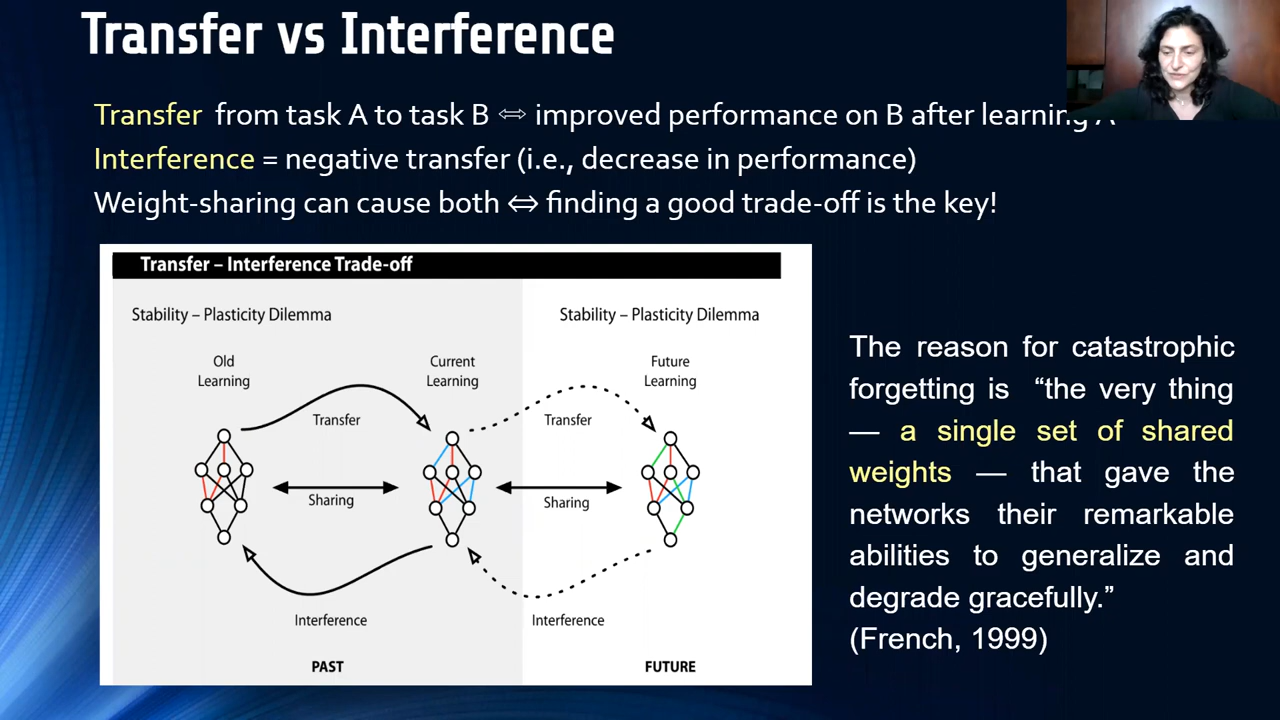 Transfer vs Interference
Transfer from task A to task B ⇔ improved performance on B after learning A
Interference = negative transfer (i.e., decrease in performance)
Weight-sharing can cause both ⇔ finding a good trade-off is the key!
Transfer – Interference Trade-off
Stability – Plasticity Dilemma
Stability – Plasticity Dilemma
Old
Learning
Current
Learning
Future
Learning
Transfer
Transfer
Sharing
Sharing
Interference
Interference
PAST
FUTURE
The reason for catastrophic
forgetting is “the very thing
— a single set of shared
weights — that gave the
networks their remarkable
abilities to generalize and
degrade gracefully.”
(French, 1999)